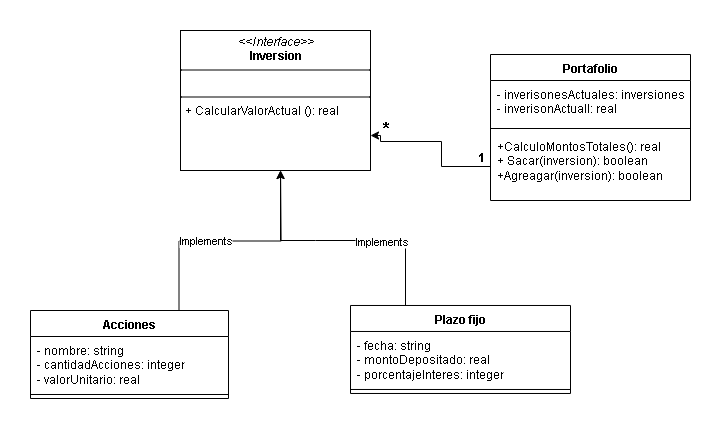 <<Interface>>
Inversion
+ CalcularValorActual (): real
Portafolio
- inverisonesActuales: inversiones
- inverisonActuall: real
+CalculoMontosTotales(): real
+ Sacar(inversion): boolean
+Agreagar(inversion): boolean
*
1
Implements
Implements
Acciones
- nombre: string
- cantidadAcciones: integer
- valorUnitario: real
Plazo fijo
- fecha: string
- montoDepositado: real
- porcentajeInteres: integer